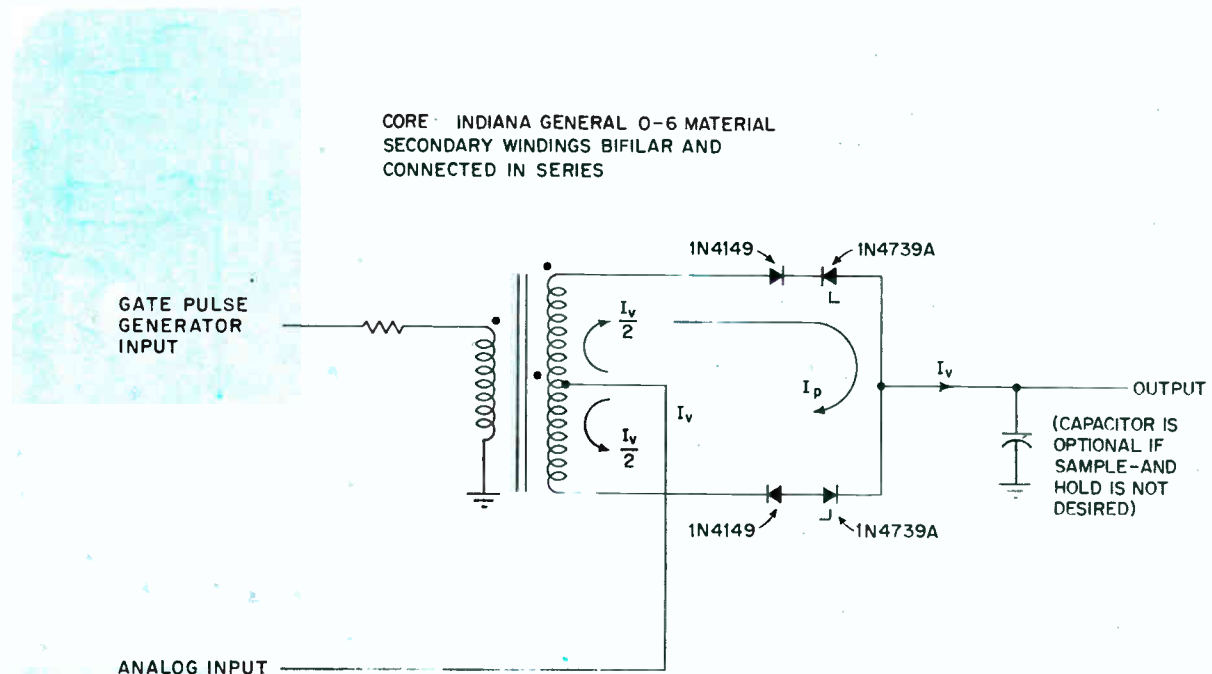 CORE: INDIANA GENERAL O-6 MATERIAL
SECONDARY WINDINGS BIFILAR AND
CONNECTED IN SERIES
1N4149
1N4739A
GATE PULSE
GENERATOR
INPUT
Iv
2
Ip
Iv
Iv
Iv
2
OUTPUT
(CAPACITOR IS
OPTIONAL IF
SAMPLE-AND
HOLD IS NOT
DESIRED)
1N4149
1N4739A
ANALOG INPUT